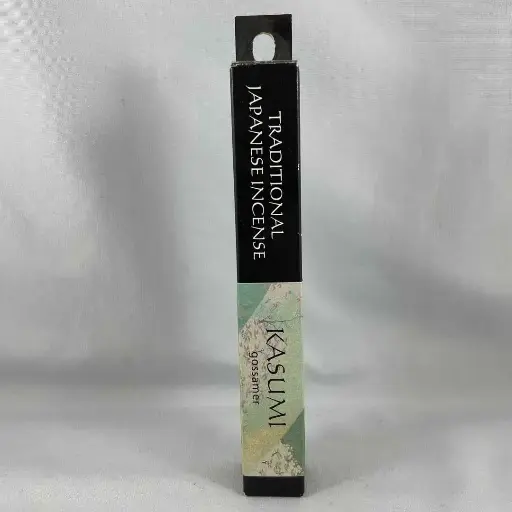 TRADITIONAL
JAPANESE INCENSE
KASUMI
gossamer